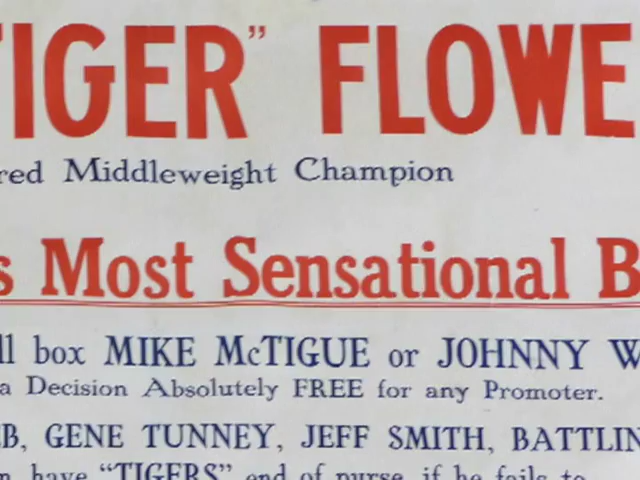 TIGER" FLOWE
red Middleweight Champion
s Most Sensational B
ll box MIKE McTIGUE or JOHNNY W
a Decision Absolutely FREE for any Promoter.
EB, GENE TUNNEY, JEFF SMITH, BATTLIN
n have "TIGERS" end of purse if he fails to